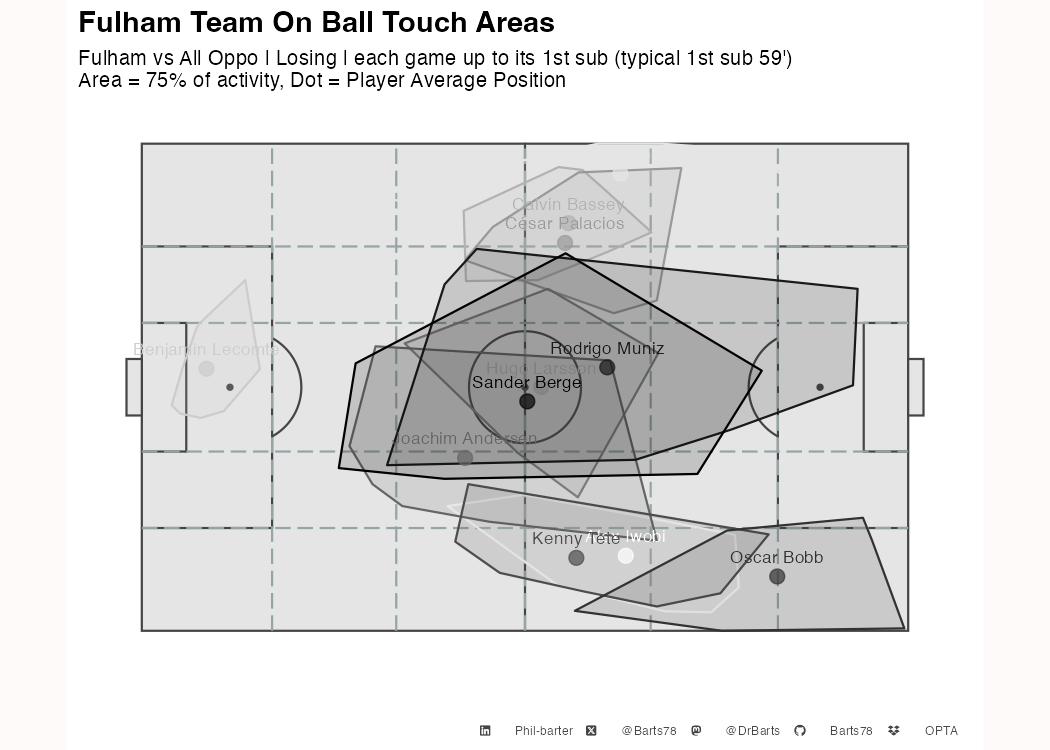 Fulham Team On Ball Touch Areas
Fulham vs All Oppo | Losing | each game up to its 1st sub (typical 1st sub 59')
Area = 75% of activity, Dot = Player Average Position
Calvin Bassey
César Palacios
Benjamin Lecomte
Rodrigo Muniz
Hugo Larsson
Sander Berge
Joachim Andersen
Kenny Tete
Alex Iwobi
Oscar Bobb
Phil-barter @Barts78 @DrBarts Barts78 OPTA